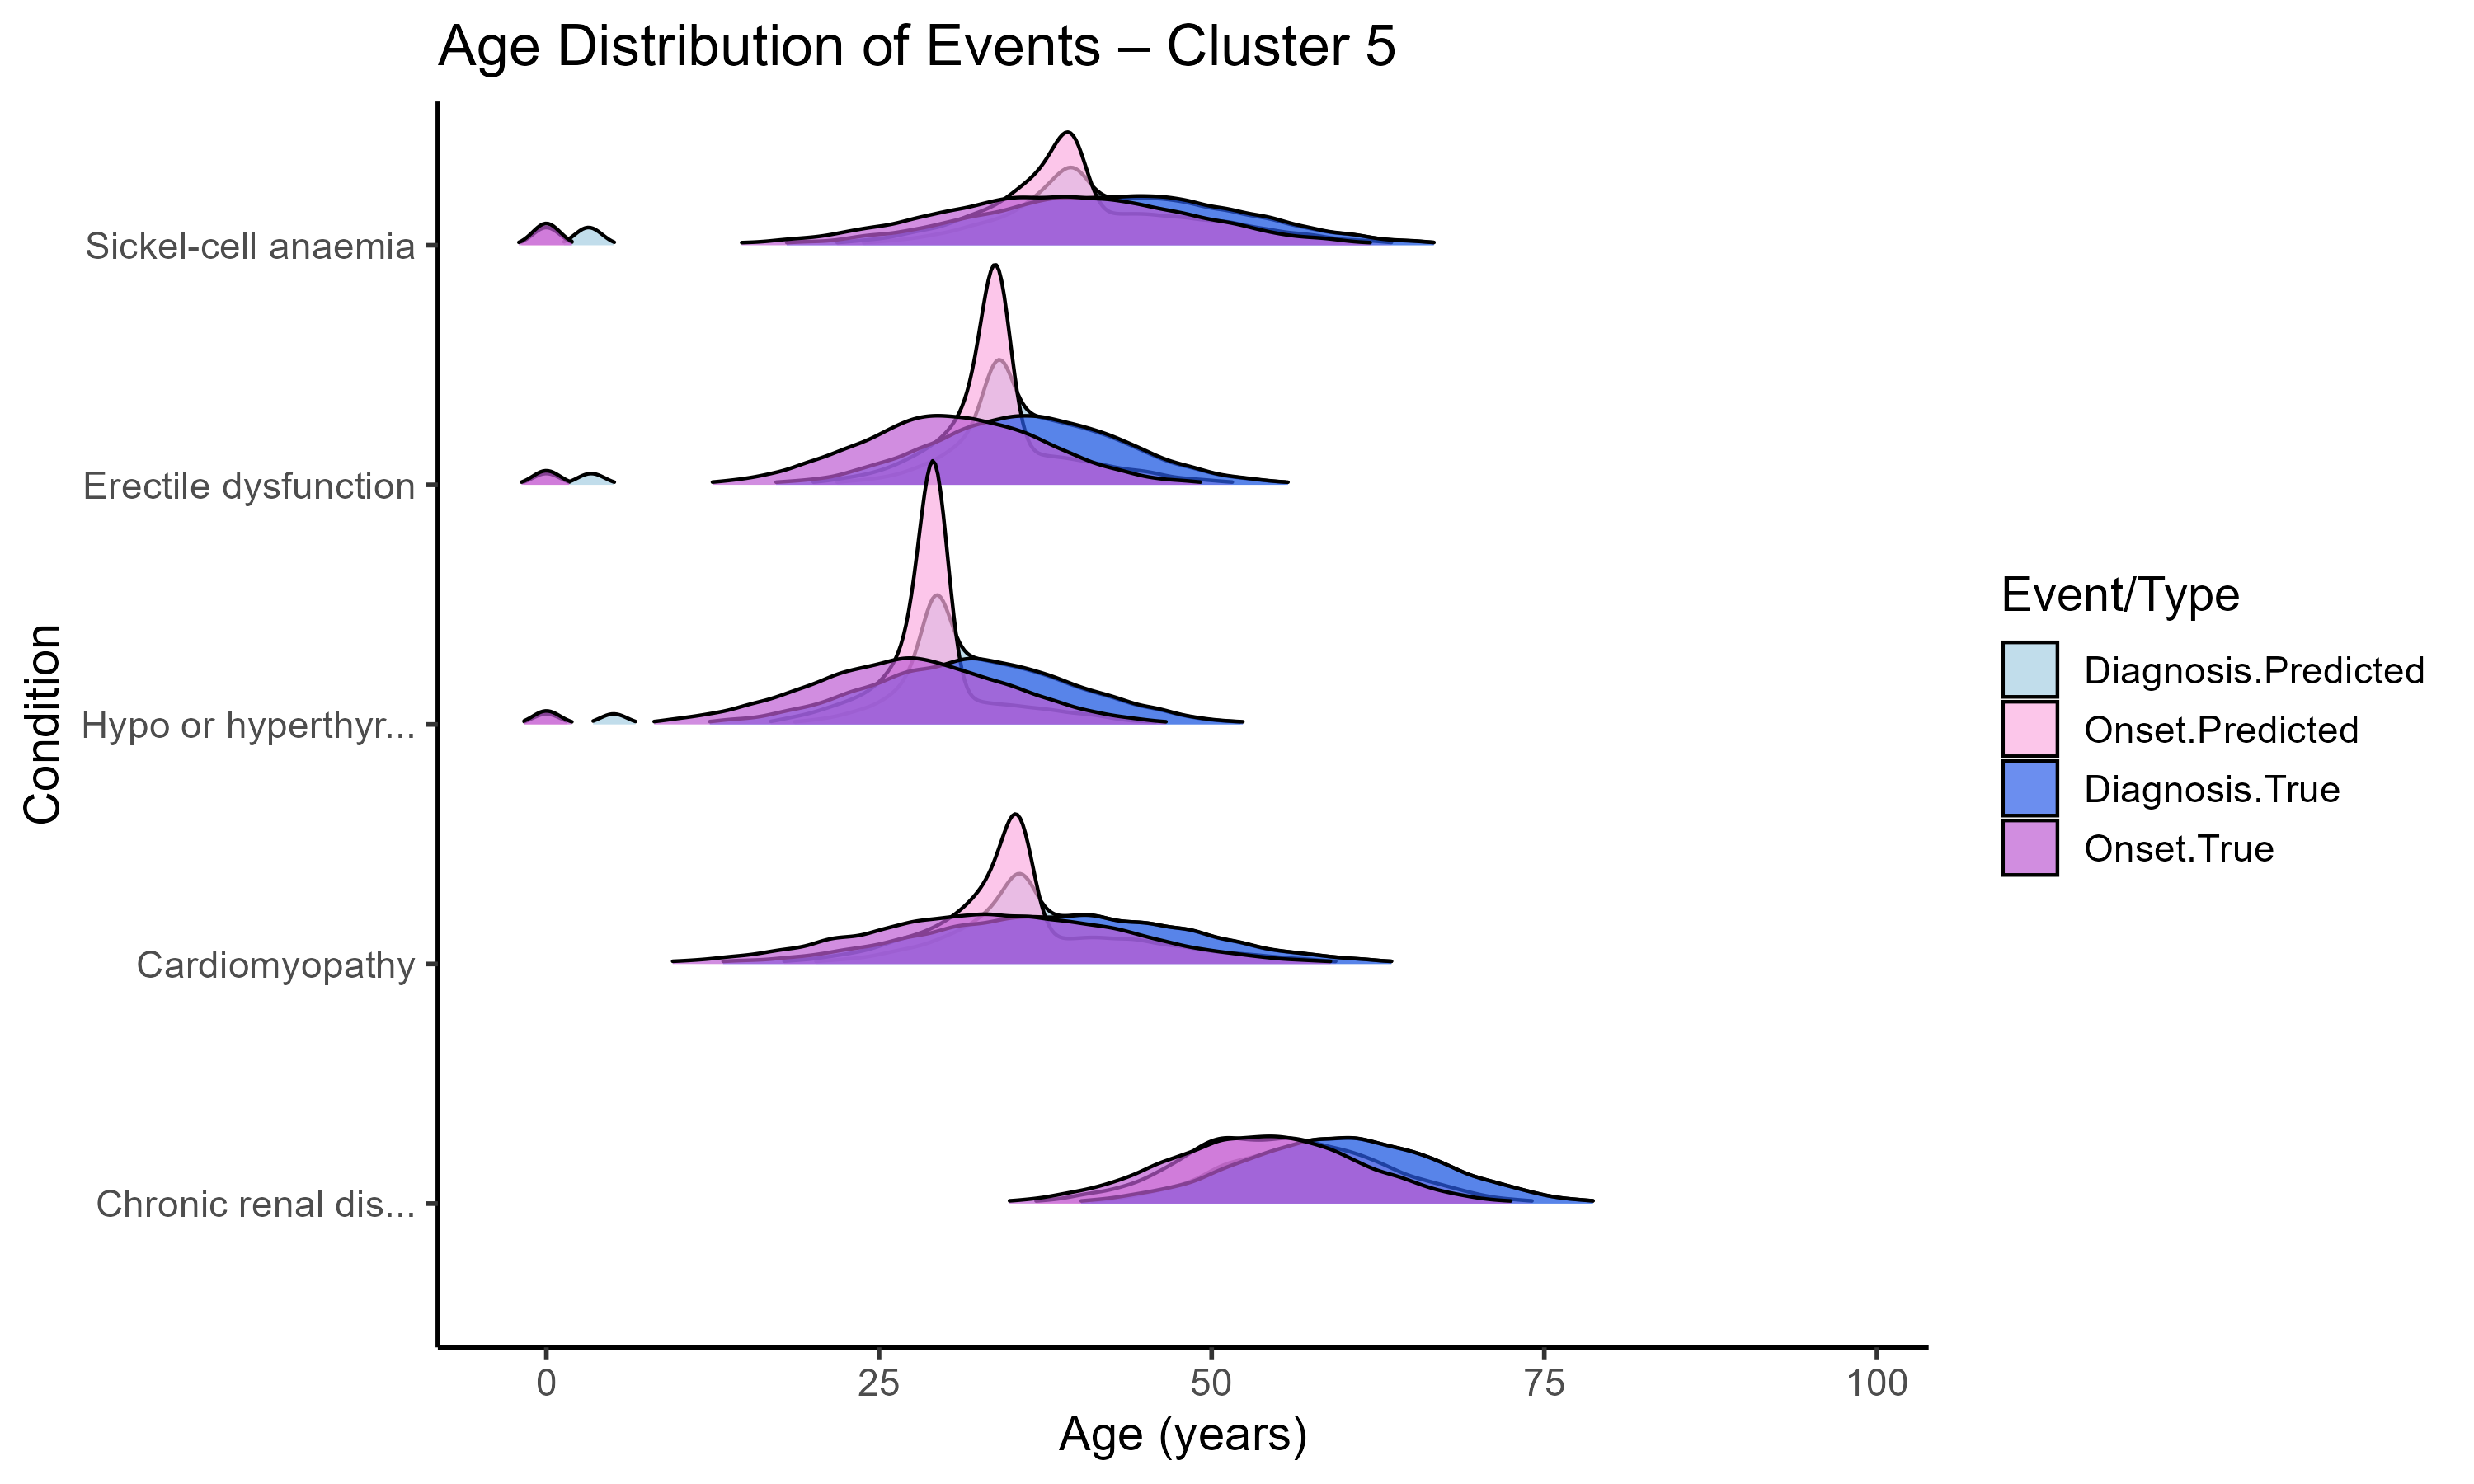 Age Distribution of Events – Cluster 5
Condition
Sickel-cell anaemia
Erectile dysfunction
Hypo or hyperthyr...
Cardiomyopathy
Chronic renal dis...
0 25 50 75 100
Age (years)
Event/Type
Diagnosis.Predicted
Onset.Predicted
Diagnosis.True
Onset.True